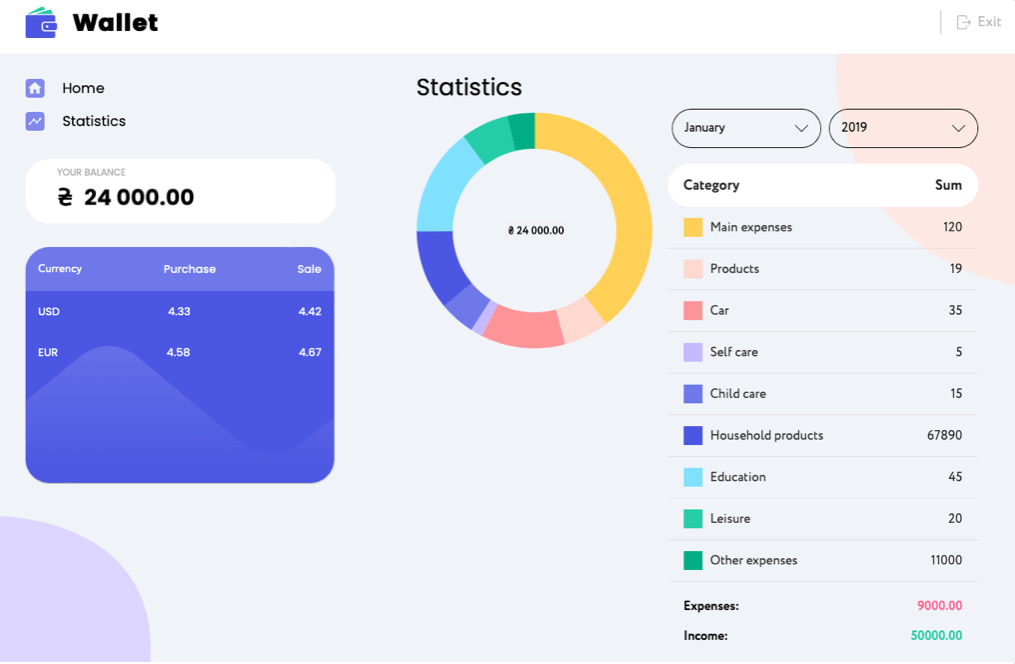 Wallet
Exit
Home
Statistics
YOUR BALANCE
₴ 24 000.00
Currency Purchase Sale
USD 4.33 4.42
EUR 4.58 4.67
Statistics
₴ 24 000.00
January 2019
Category Sum
Main expenses 120
Products 19
Car 35
Self care 5
Child care 15
Household products 67890
Education 45
Leisure 20
Other expenses 11000
Expenses: 9000.00
Income: 50000.00